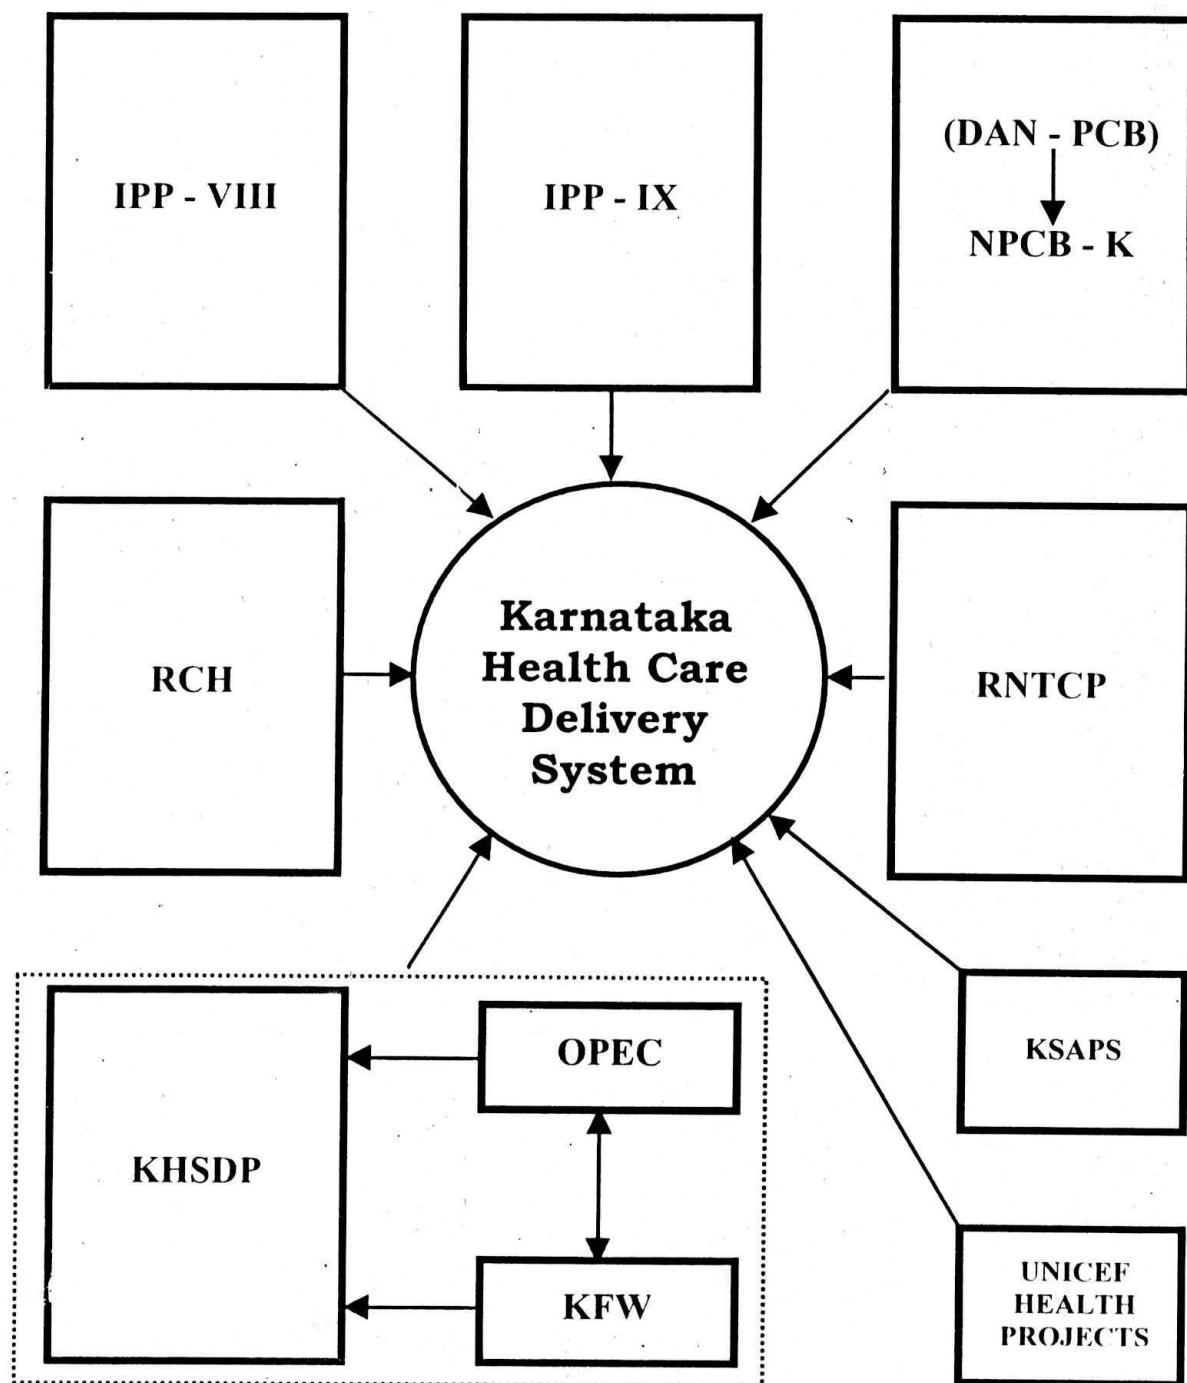 IPP - VIII
IPP - IX
(DAN - PCB)
NPCB - K
RCH
Karnataka
Health Care
Delivery
System
RNTCP
KHSDP
OPEC
KFW
KSAPS
UNICEF
HEALTH
PROJECTS